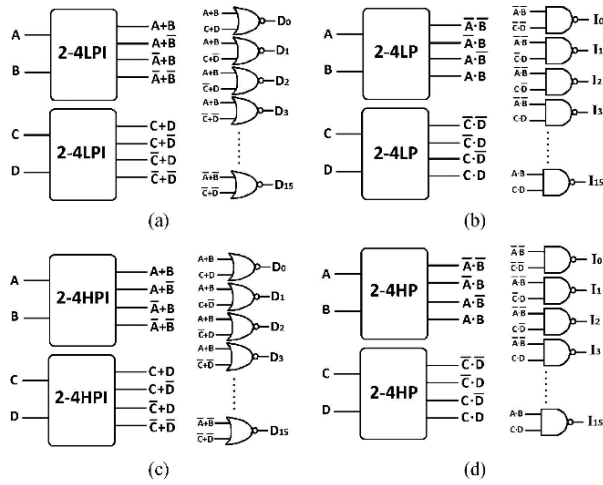 A
B
2-4LPI
A+B
A+B̅
A̅+B
A̅+B̅
C
D
2-4LPI
C+D
C+D̅
C̅+D
C̅+D̅
A+B
C+D
D0
A+B
C+D̅
D1
A+B
C̅+D
D2
A+B
C̅+D̅
D3
A̅+B̅
C̅+D̅
D15
(a)
A
B
2-4LP
A̅·B̅
A̅·B
A·B̅
A·B
C
D
2-4LP
C̅·D̅
C̅·D
C·D̅
C·D
A̅·B̅
C̅·D̅
I0
A̅·B̅
C̅·D
I1
A̅·B̅
C·D̅
I2
A̅·B̅
C·D
I3
A·B
C·D
I15
(b)
A
B
2-4HPI
A+B
A+B̅
A̅+B
A̅+B̅
C
D
2-4HPI
C+D
C+D̅
C̅+D
C̅+D̅
A+B
C+D
D0
A+B
C+D̅
D1
A+B
C̅+D
D2
A+B
C̅+D̅
D3
A̅+B̅
C̅+D̅
D15
(c)
A
B
2-4HP
A̅·B̅
A̅·B
A·B̅
A·B
C
D
2-4HP
C̅·D̅
C̅·D
C·D̅
C·D
A̅·B̅
C̅·D̅
I0
A̅·B̅
C̅·D
I1
A̅·B̅
C·D̅
I2
A̅·B̅
C·D
I3
A·B
C·D
I15
(d)